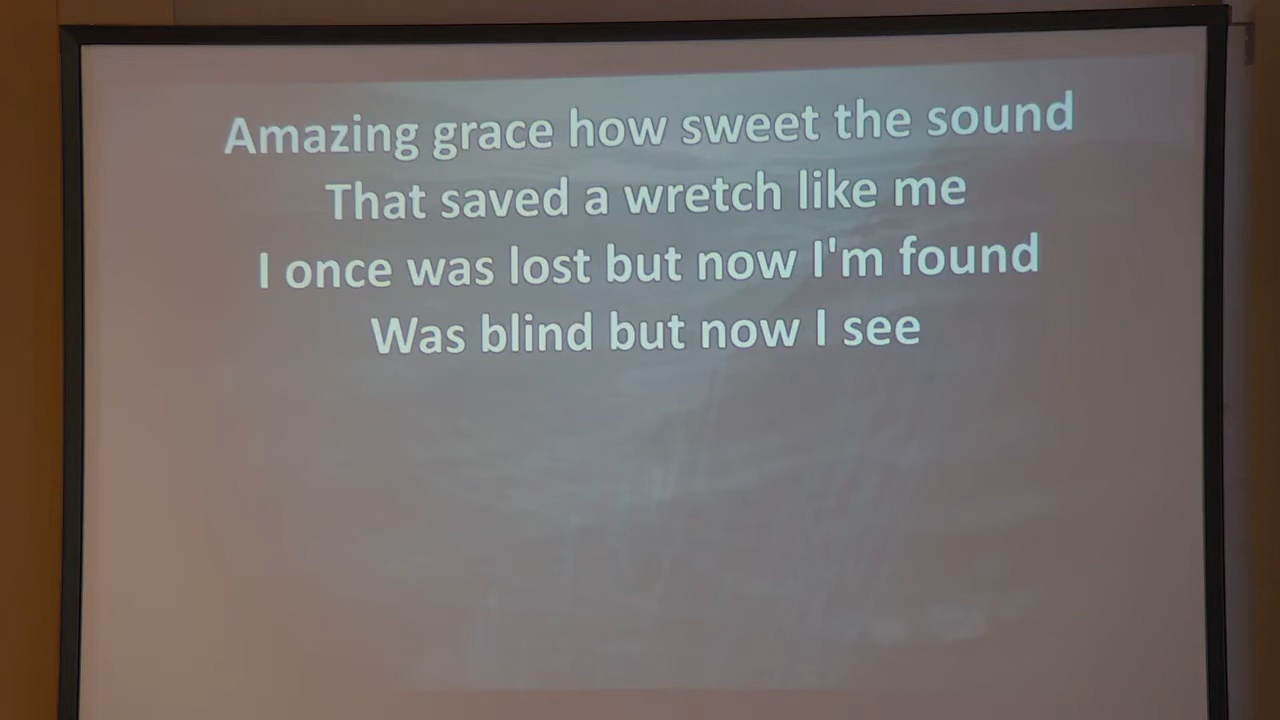 Amazing grace how sweet the sound
That saved a wretch like me
I once was lost but now I'm found
Was blind but now I see